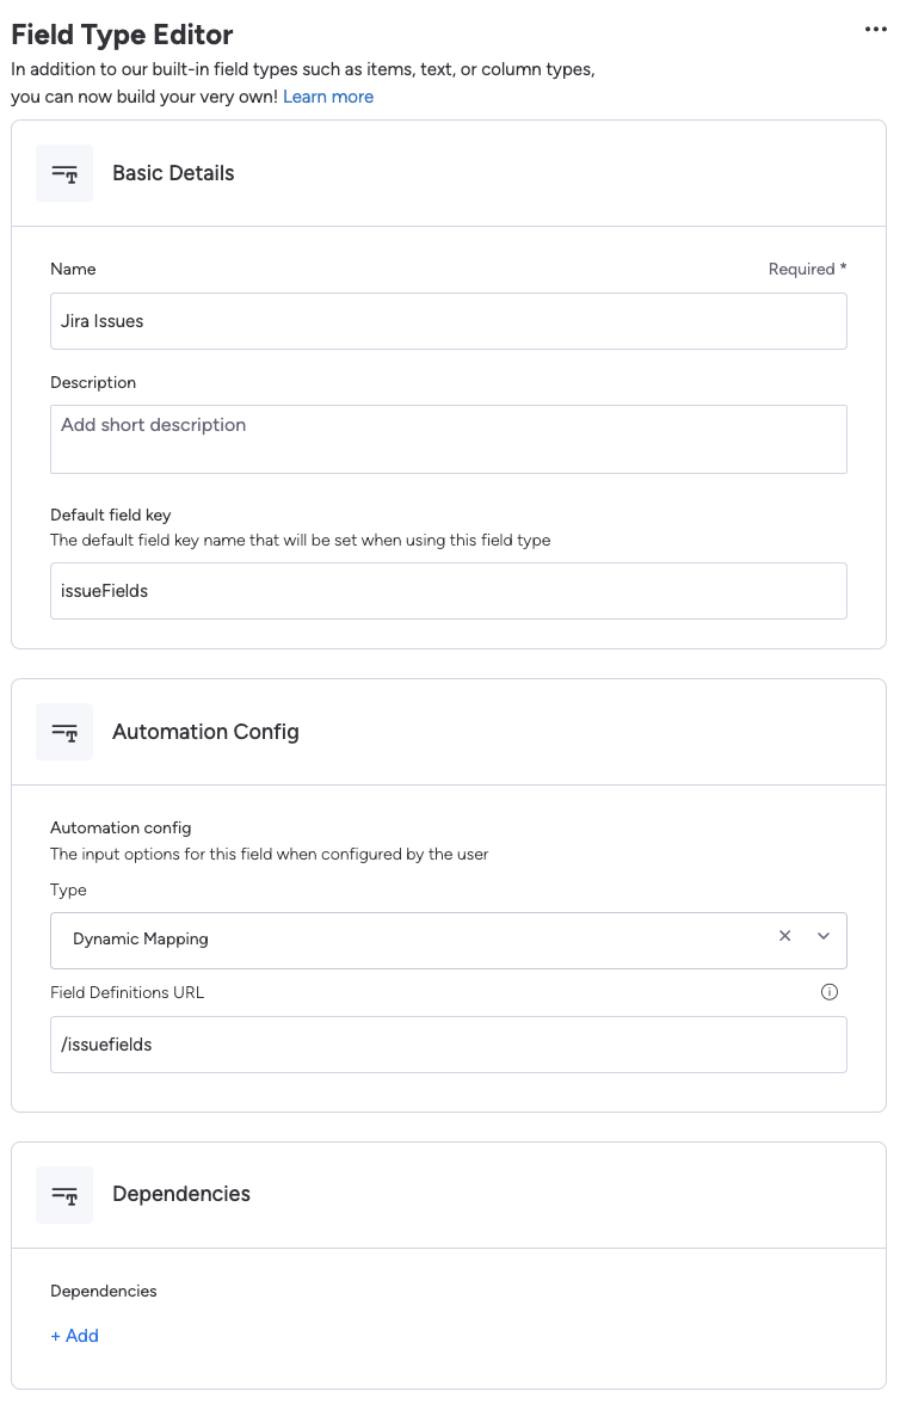 Field Type Editor
In addition to our built-in field types such as items, text, or column types,
you can now build your very own! Learn more
Basic Details
Name
Required *
Jira Issues
Description
Add short description
Default field key
The default field key name that will be set when using this field type
issueFields
Automation Config
Automation config
The input options for this field when configured by the user
Type
Dynamic Mapping
Field Definitions URL
/issuefields
Dependencies
Dependencies
+ Add